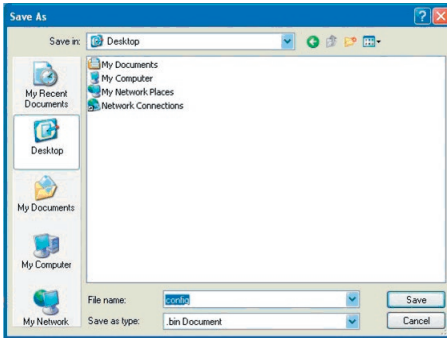 Save As
Save in: Desktop
My Recent
Documents
Desktop
My Documents
My Computer
My Network
My Documents
My Computer
My Network Places
Network Connections
File name: config Save
Save as type: .bin Document Cancel